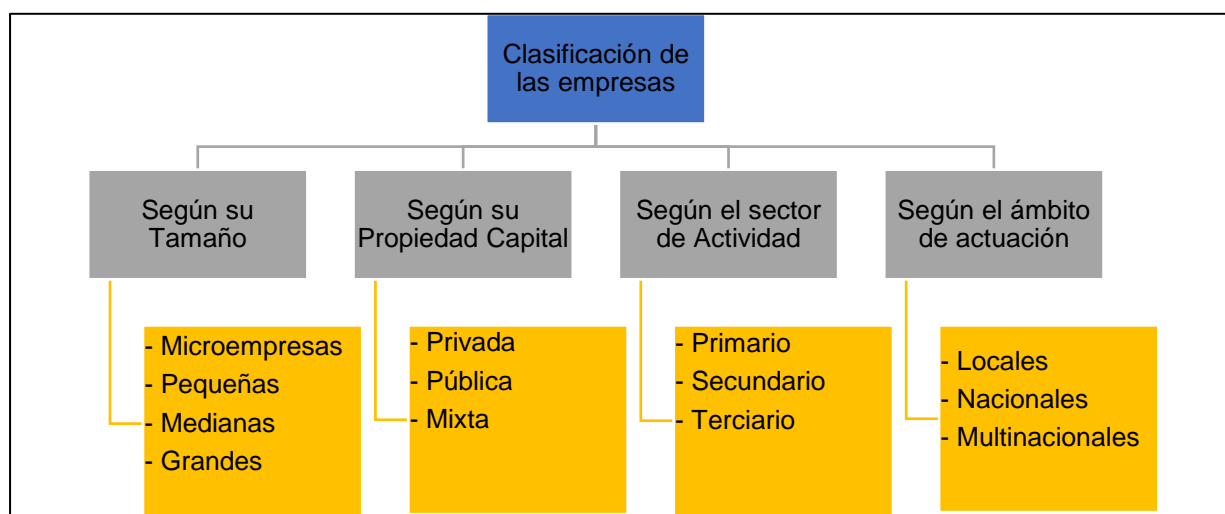 Clasificación de
las empresas
Según su
Tamaño
Según su
Propiedad Capital
Según el sector
de Actividad
Según el ámbito
de actuación
- Microempresas
- Pequeñas
- Medianas
- Grandes
- Privada
- Pública
- Mixta
- Primario
- Secundario
- Terciario
- Locales
- Nacionales
- Multinacionales